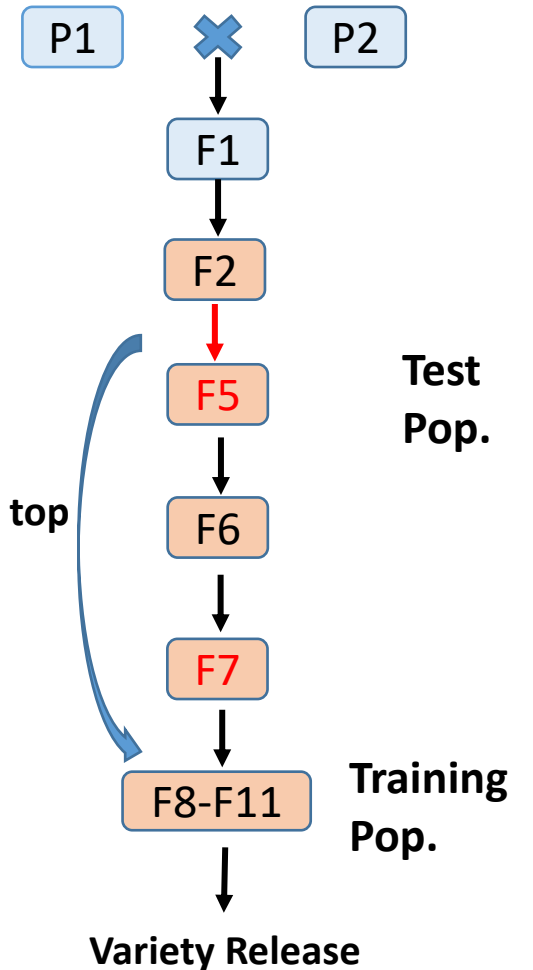 P1
P2
F1
F2
F5
Test
Pop.
top
F6
F7
F8-F11
Training
Pop.
Variety Release